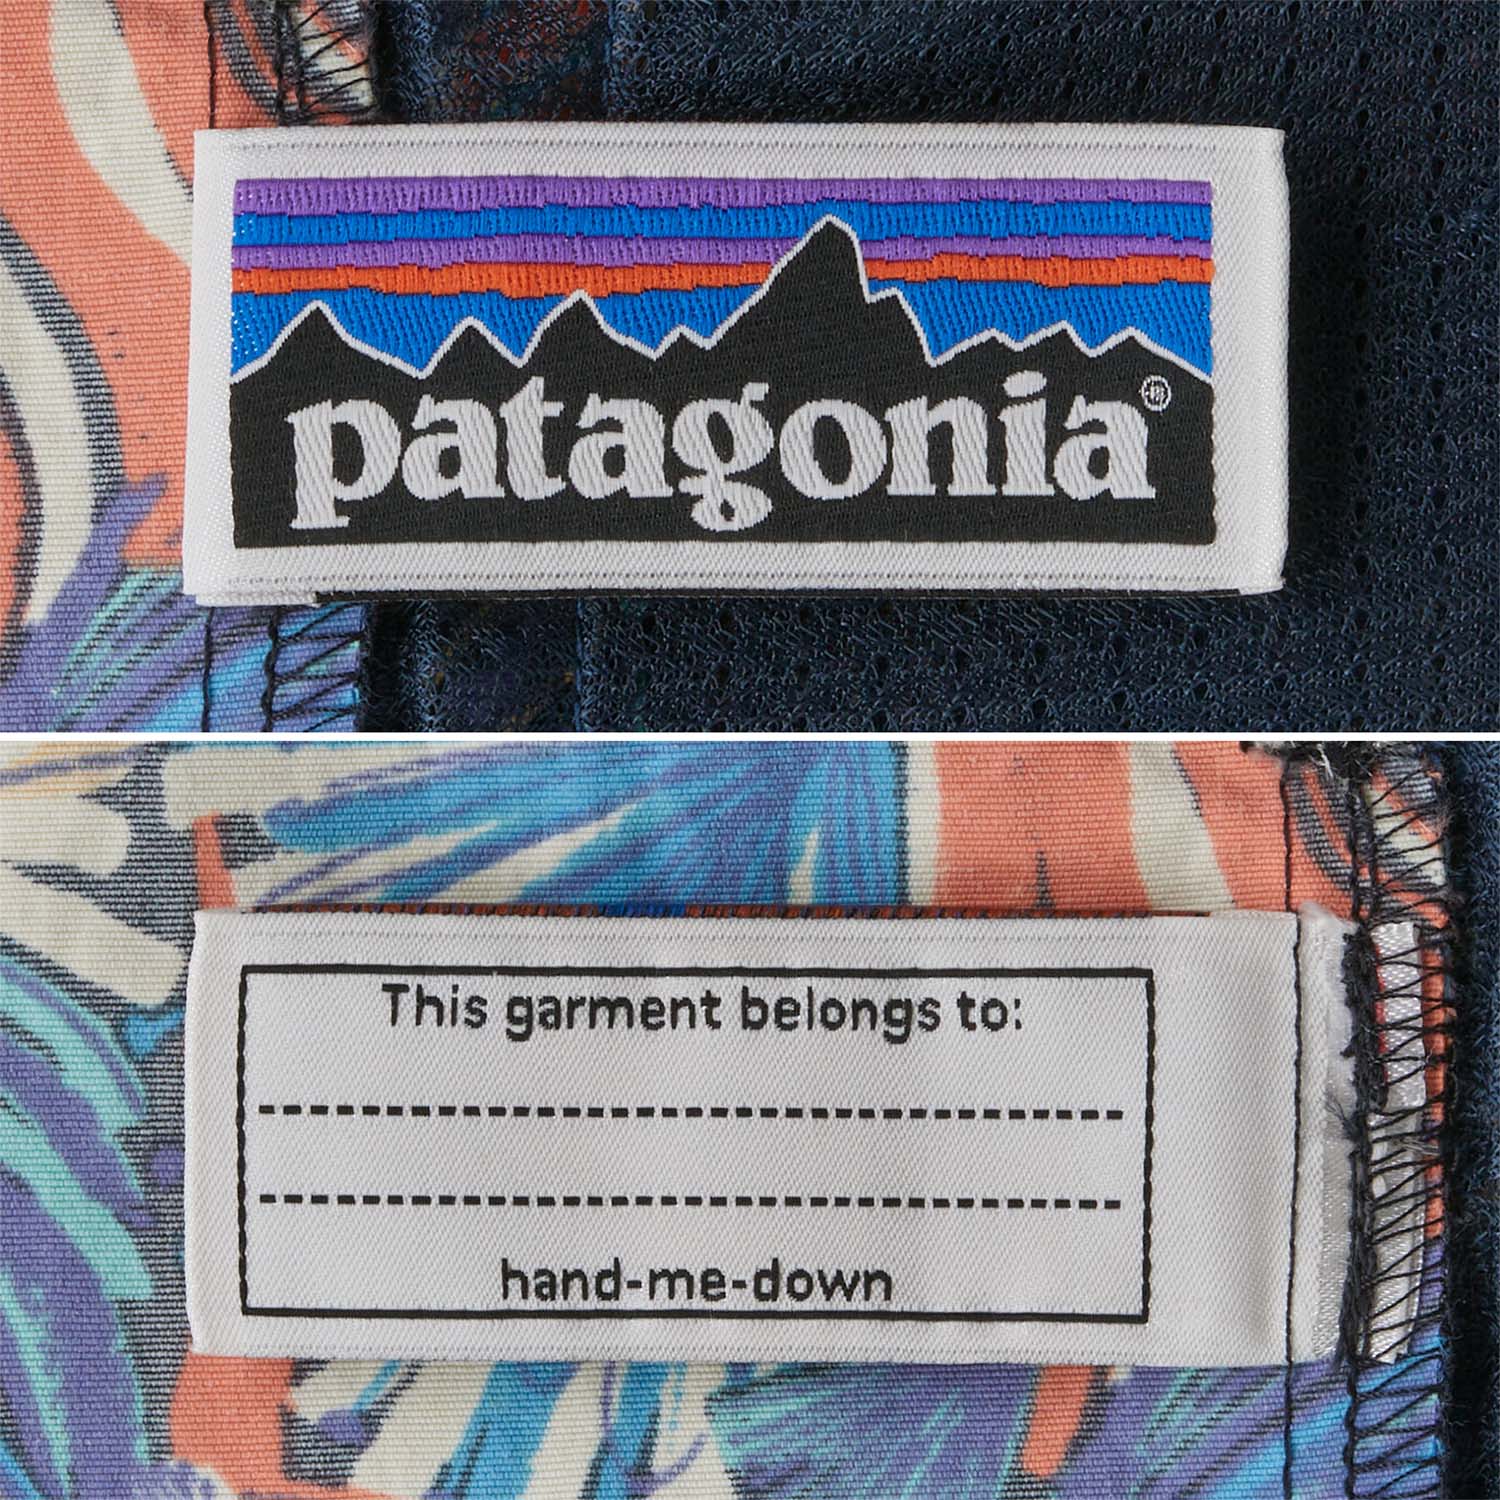 patagonia®
This garment belongs to:
hand-me-down